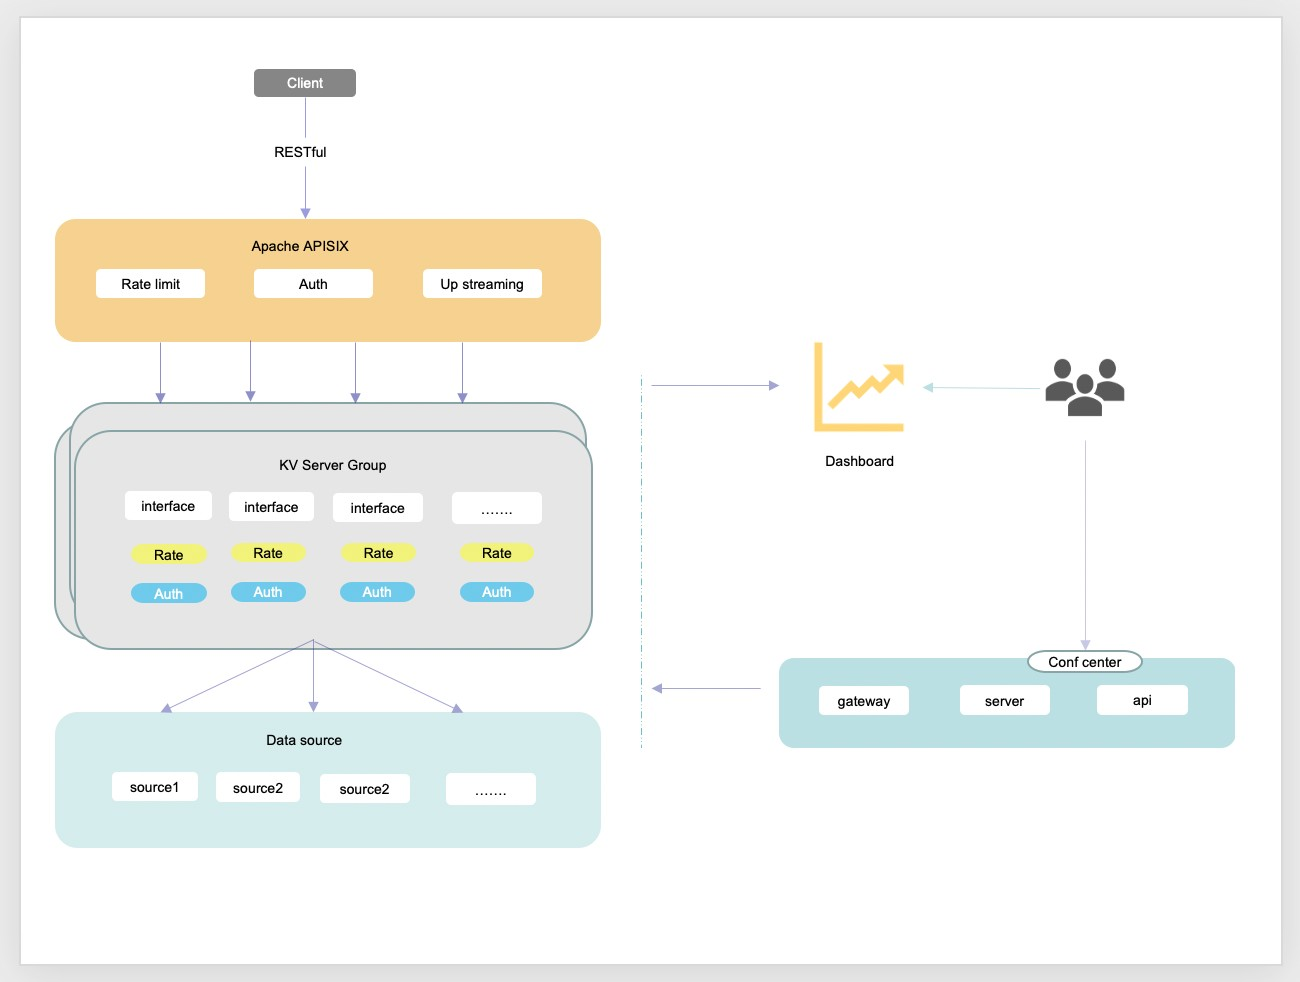 Client
RESTful
Apache APISIX
Rate limit
Auth
Up streaming
KV Server Group
interface
interface
interface
.......
Rate
Rate
Rate
Rate
Auth
Auth
Auth
Auth
Data source
source1
source2
source2
.......
Dashboard
Conf center
gateway
server
api